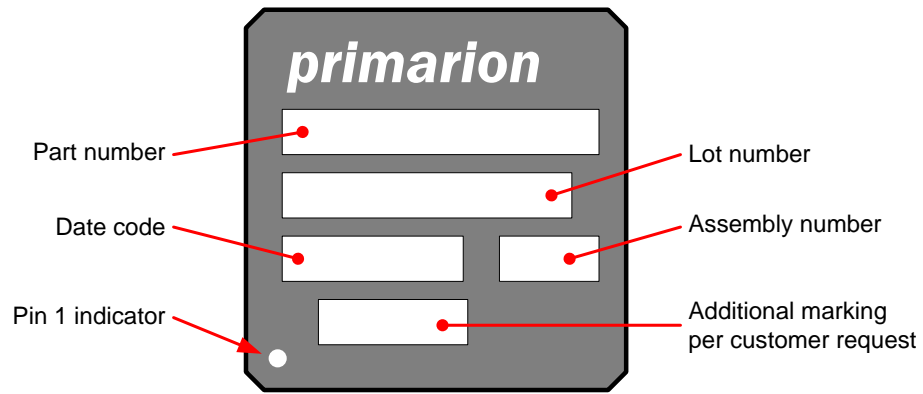 primarion
Part number
Lot number
Date code
Assembly number
Pin 1 indicator
Additional marking
per customer request